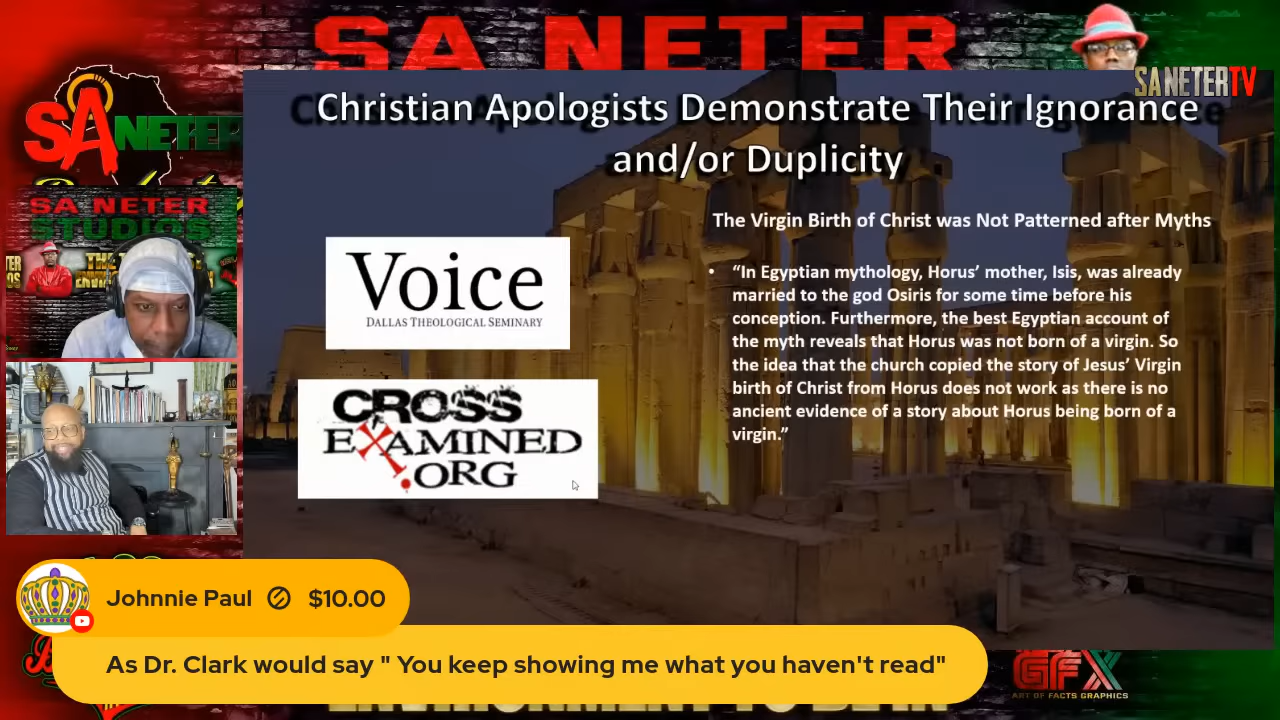 SA NETER
SANETERTV
SA NETER
Christian Apologists Demonstrate Their Ignorance
and/or Duplicity
SA NETER
STUDIOS
The Virgin Birth of Christ was Not Patterned after Myths
Voice
DALLAS THEOLOGICAL SEMINARY
CROSS
EXAMINED
.ORG
• “In Egyptian mythology, Horus’ mother, Isis, was already
married to the god Osiris for some time before his
conception. Furthermore, the best Egyptian account of
the myth reveals that Horus was not born of a virgin. So
the idea that the church copied the story of Jesus’ Virgin
birth of Christ from Horus does not work as there is no
ancient evidence of a story about Horus being born of a
virgin.”
Johnnie Paul $10.00
As Dr. Clark would say " You keep showing me what you haven't read"
GFX
ART OF FACTS GRAPHICS